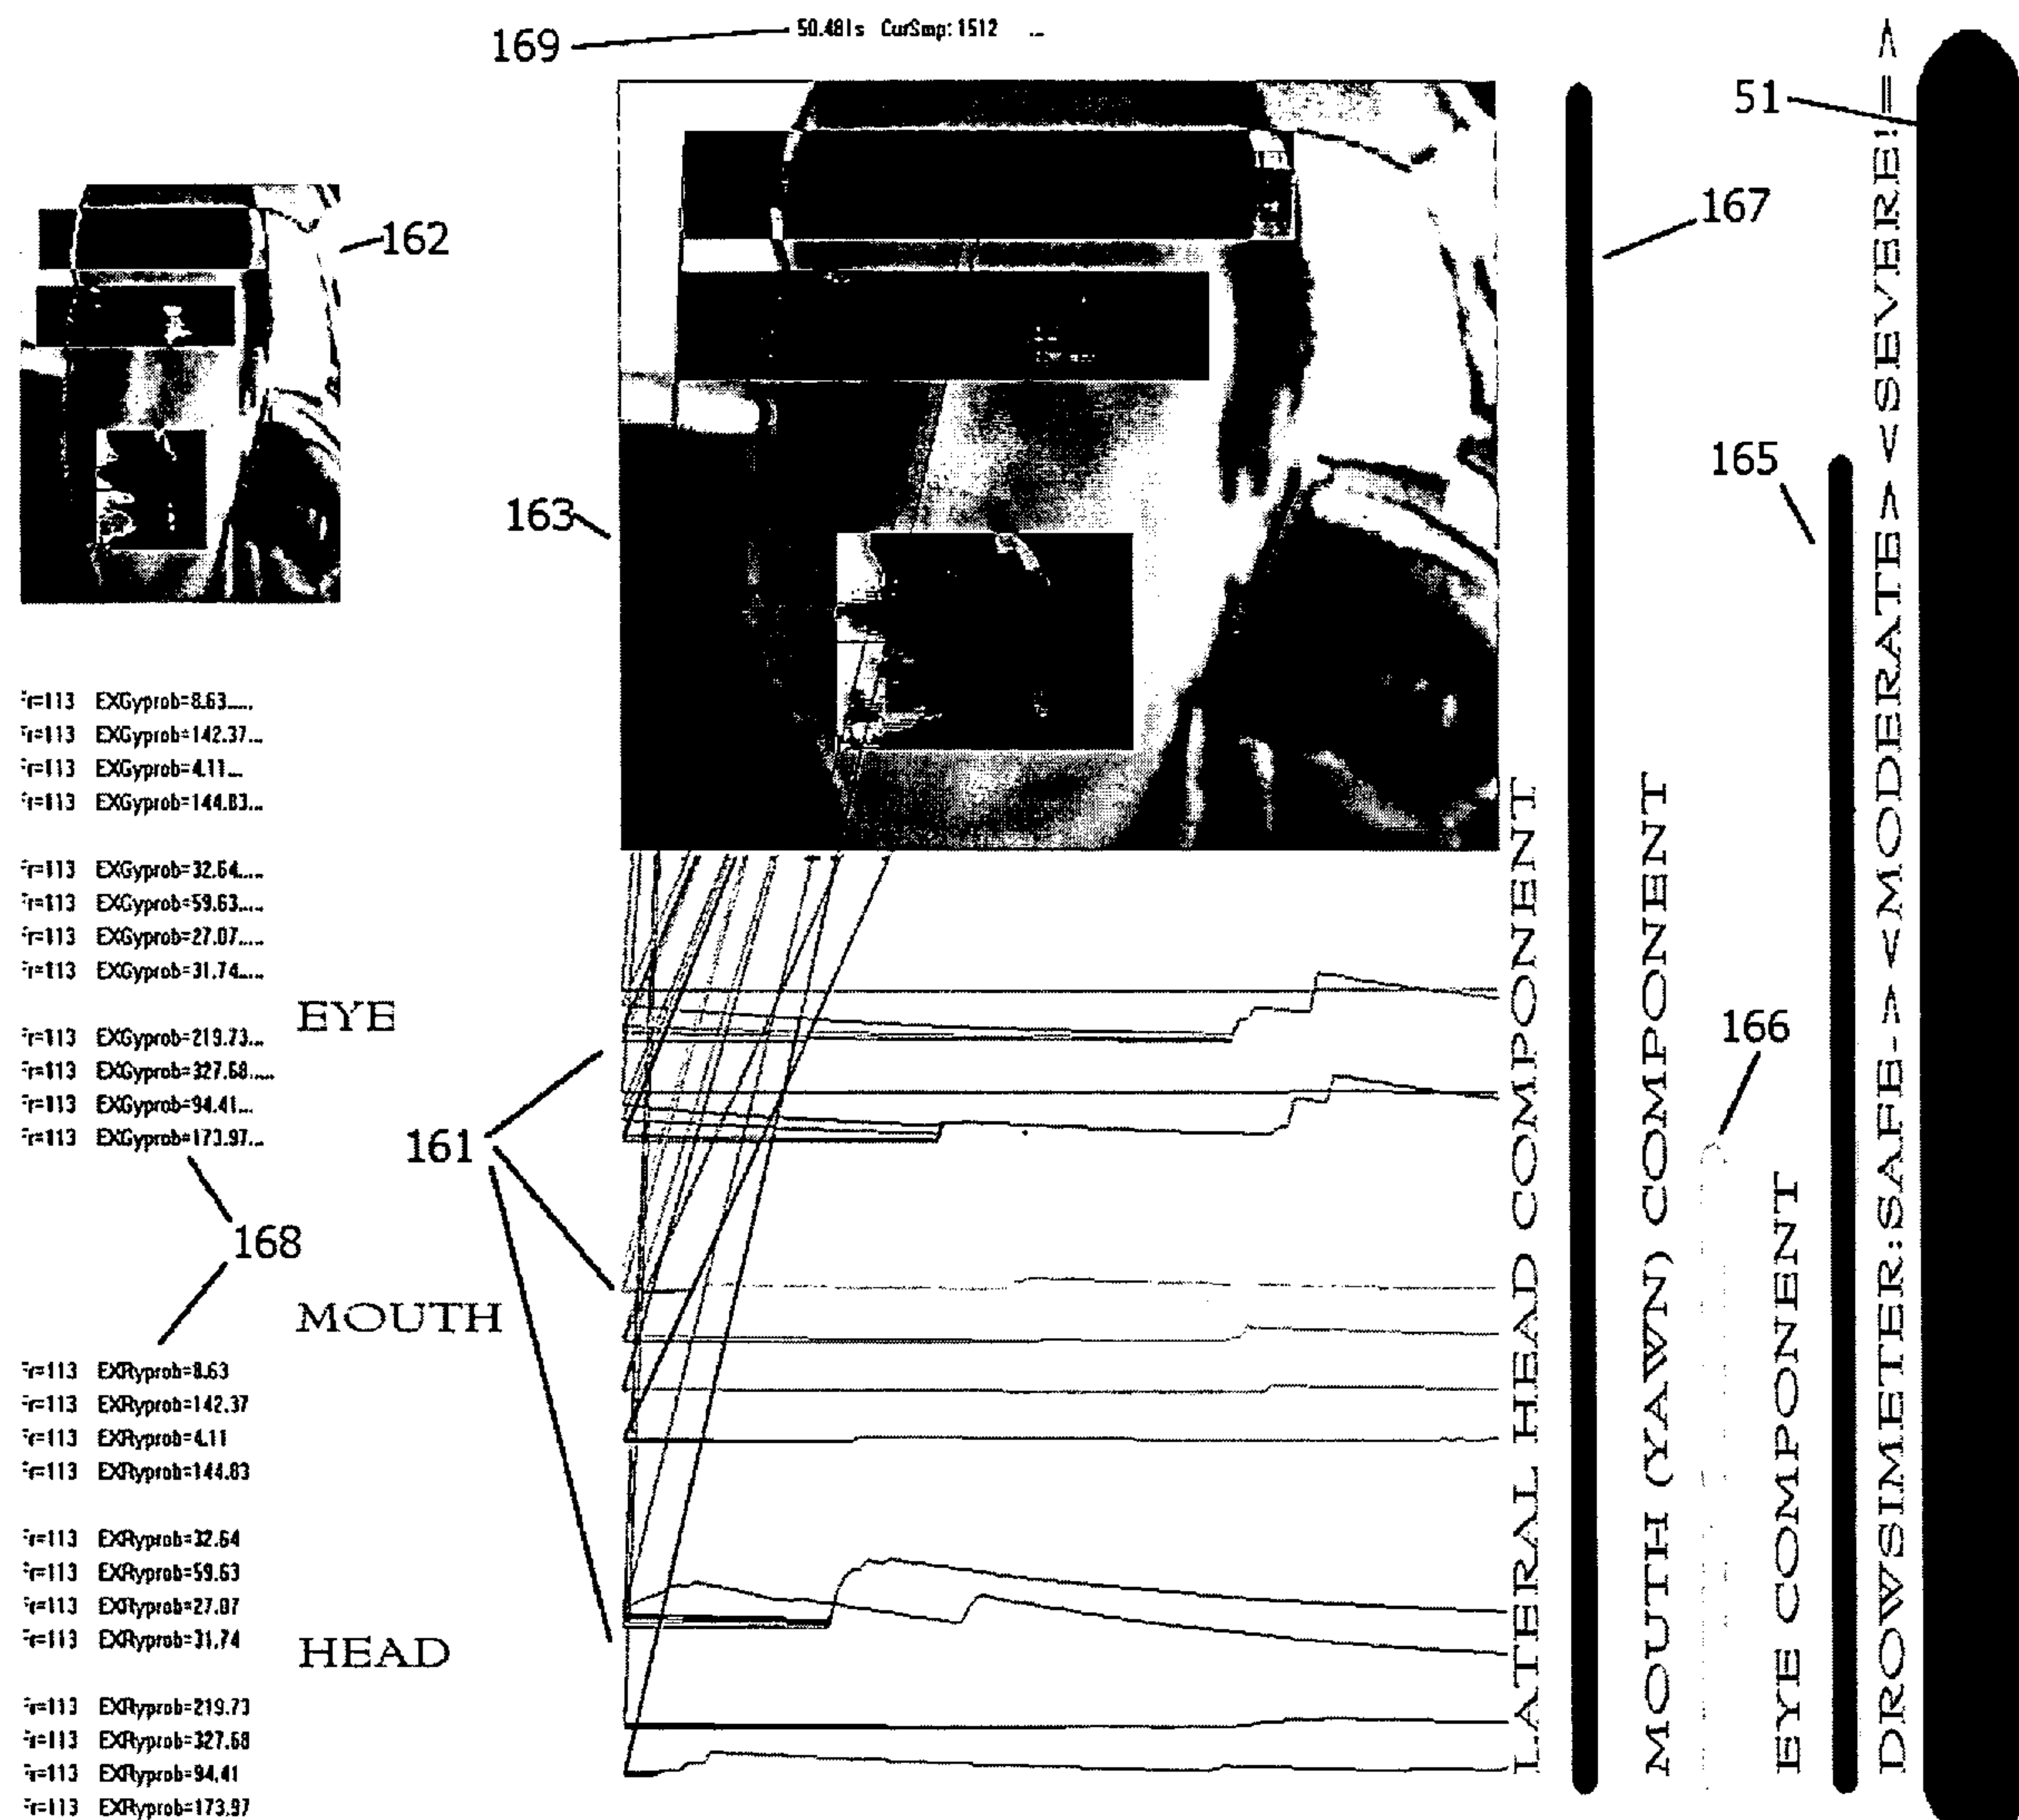 169
50.481s CurSmp: 1512 ...
51
162
167
165
163
Fr=113 EXGyprob=8.63.....
Fr=113 EXGyprob=142.37...
Fr=113 EXGyprob=4.11...
Fr=113 EXGyprob=144.83...
Fr=113 EXGyprob=32.64.....
Fr=113 EXGyprob=59.63.....
Fr=113 EXGyprob=27.07.....
Fr=113 EXGyprob=31.74.....
Fr=113 EXGyprob=219.73...
Fr=113 EXGyprob=327.68.....
Fr=113 EXGyprob=94.41...
Fr=113 EXGyprob=173.97...
EYE
161
166
168
MOUTH
HEAD
Fr=113 EXRyprob=8.63
Fr=113 EXRyprob=142.37
Fr=113 EXRyprob=4.11
Fr=113 EXRyprob=144.83
Fr=113 EXRyprob=32.64
Fr=113 EXRyprob=59.63
Fr=113 EXRyprob=27.07
Fr=113 EXRyprob=31.74
Fr=113 EXRyprob=219.73
Fr=113 EXRyprob=327.68
Fr=113 EXRyprob=94.41
Fr=113 EXRyprob=173.97
LATERAL HEAD COMPONENT
MOUTH (YAWN) COMPONENT
EYE COMPONENT
DROWSIMETER:SAFE-> <MODERATE> <SEVERE!=>